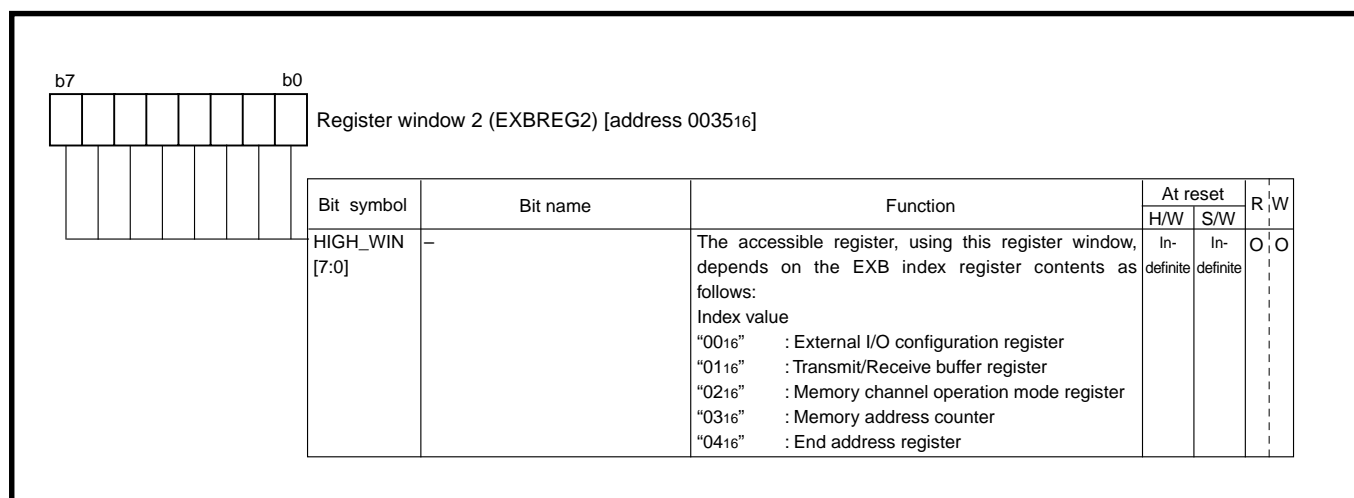 b7 b0
Register window 2 (EXBREG2) [address 003516]
Bit symbol Bit name Function At reset R W
H/W S/W
HIGH_WIN – The accessible register, using this register window, In- In- O O
[7:0] depends on the EXB index register contents as definite definite
follows:
Index value
“0016” : External I/O configuration register
“0116” : Transmit/Receive buffer register
“0216” : Memory channel operation mode register
“0316” : Memory address counter
“0416” : End address register